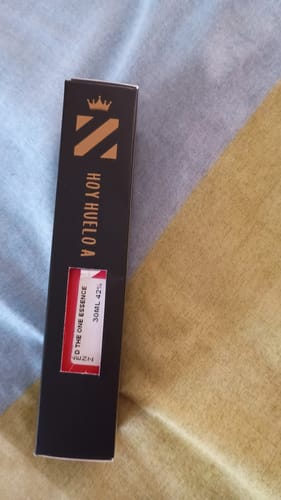 HOY HUELO A
D THE ONE ESSENCE
30ML 42%